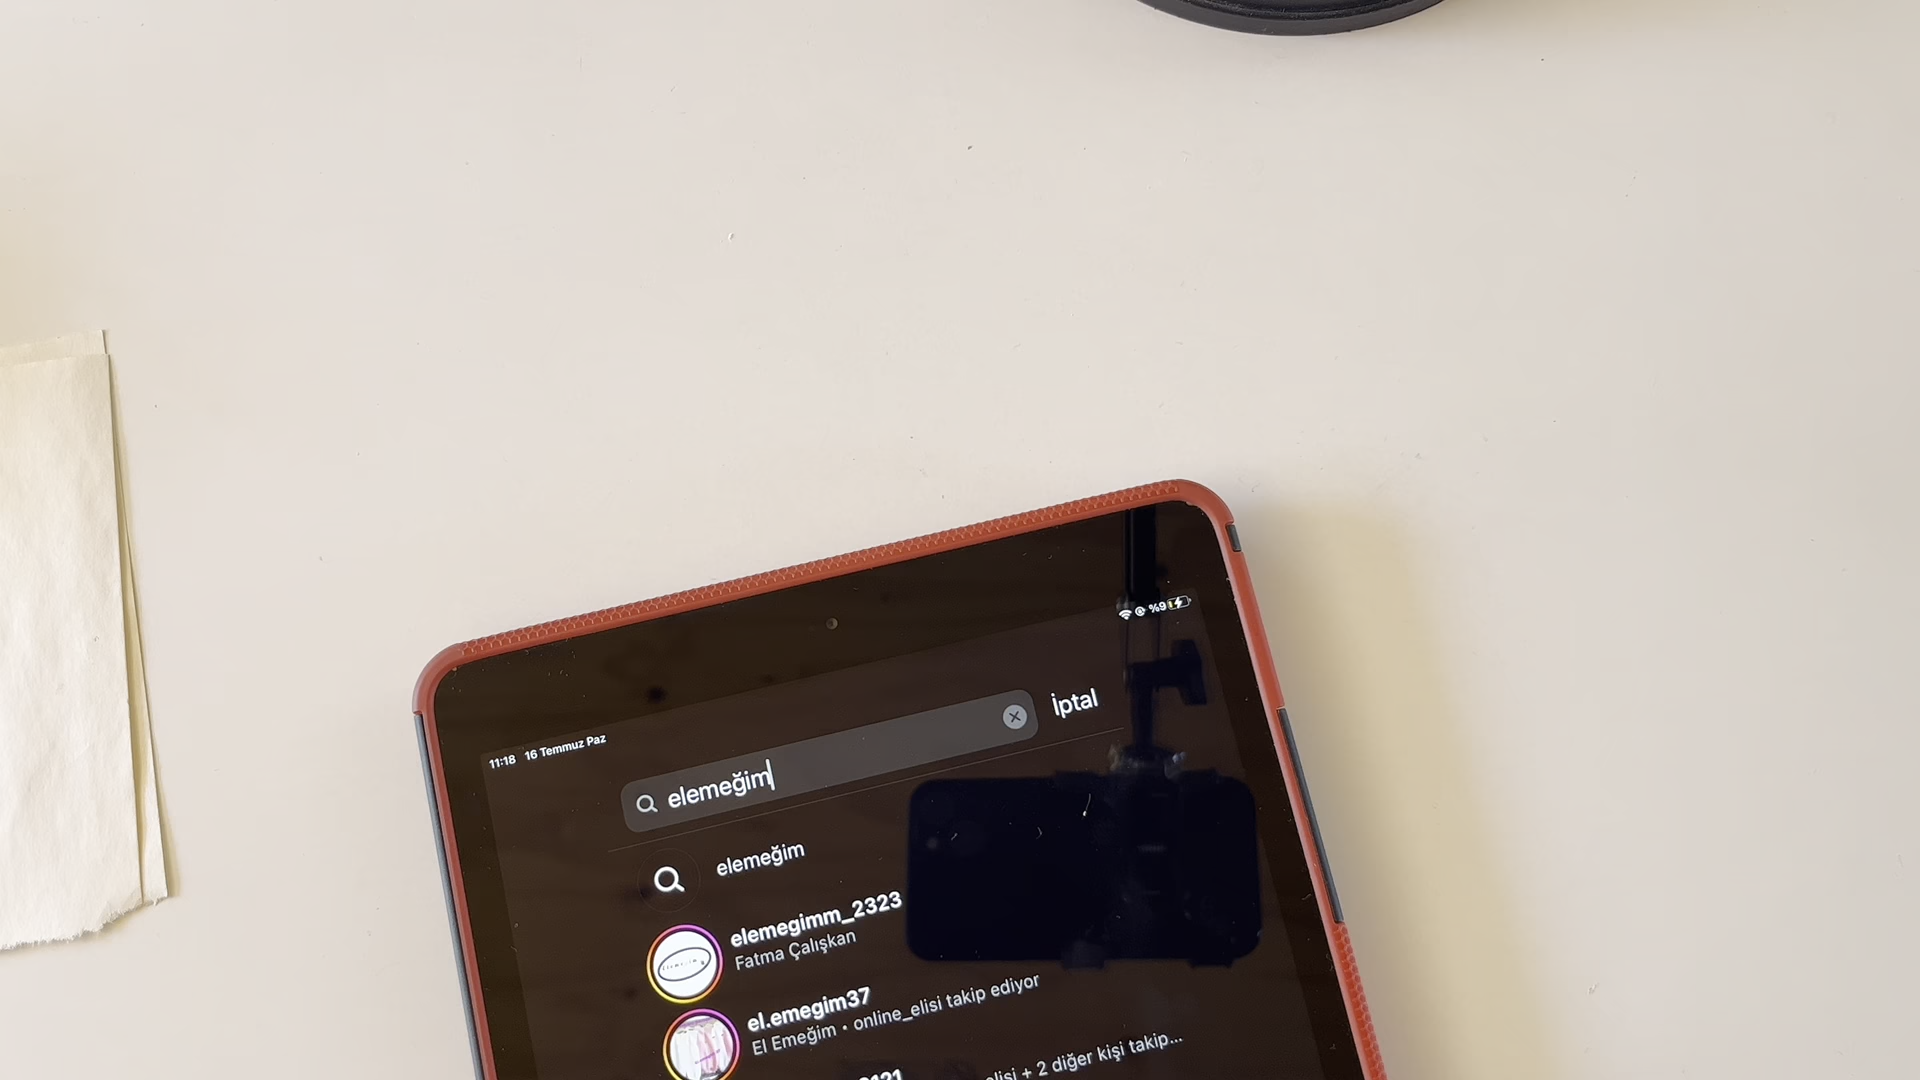 11:18 16 Temmuz Paz
%9
elemeğim
İptal
elemeğim
elemegimm_2323
Fatma Çalışkan
el.emegim37
El Emeğim • online_elisi takip ediyor
+ 2 diğer kişi takip...